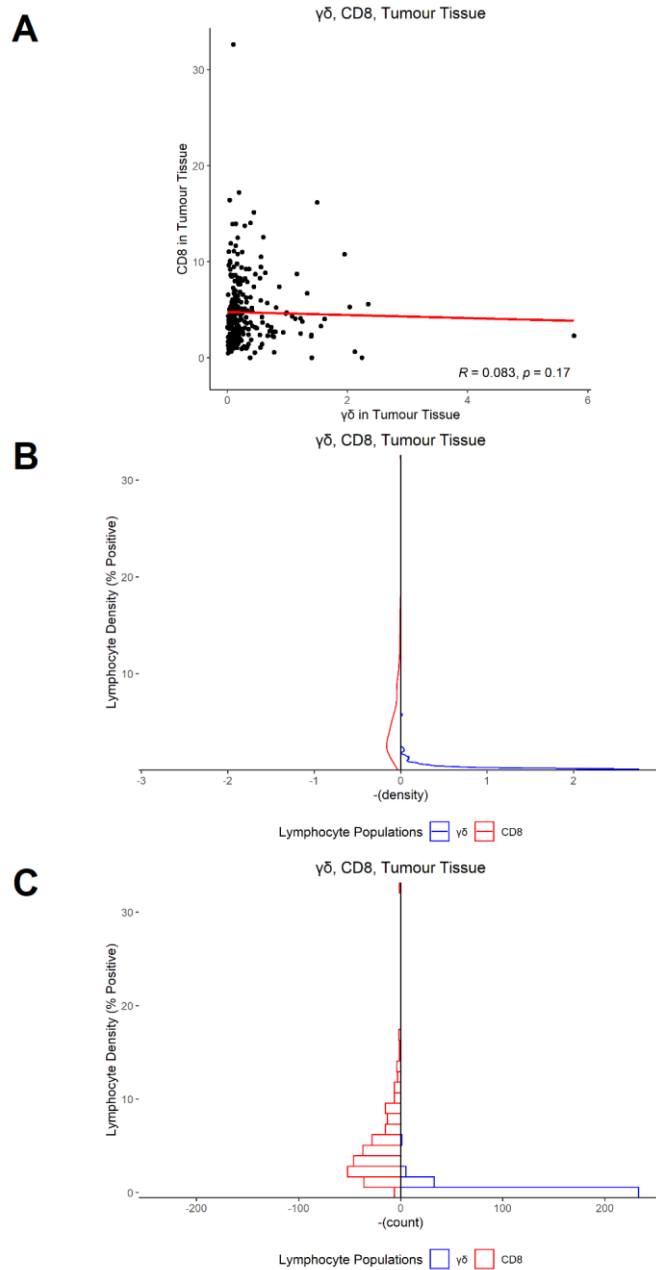 A
γδ, CD8, Tumour Tissue
30
20
10
0
CD8 in Tumour Tissue
R = 0.083, p = 0.17
0 2 4 6
γδ in Tumour Tissue
B
γδ, CD8, Tumour Tissue
30
20
10
Lymphocyte Density (% Positive)
-3 -2 -1 0 1 2
-(density)
Lymphocyte Populations γδ CD8
C
γδ, CD8, Tumour Tissue
30
20
10
0
Lymphocyte Density (% Positive)
-200 -100 0 100 200
-(count)
Lymphocyte Populations γδ CD8